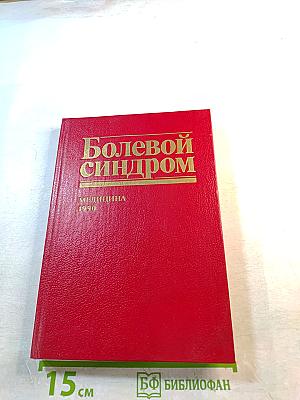 Болевой
синдром
МЕДИЦИНА
1990
15 см
БФ БИБЛИОФАН